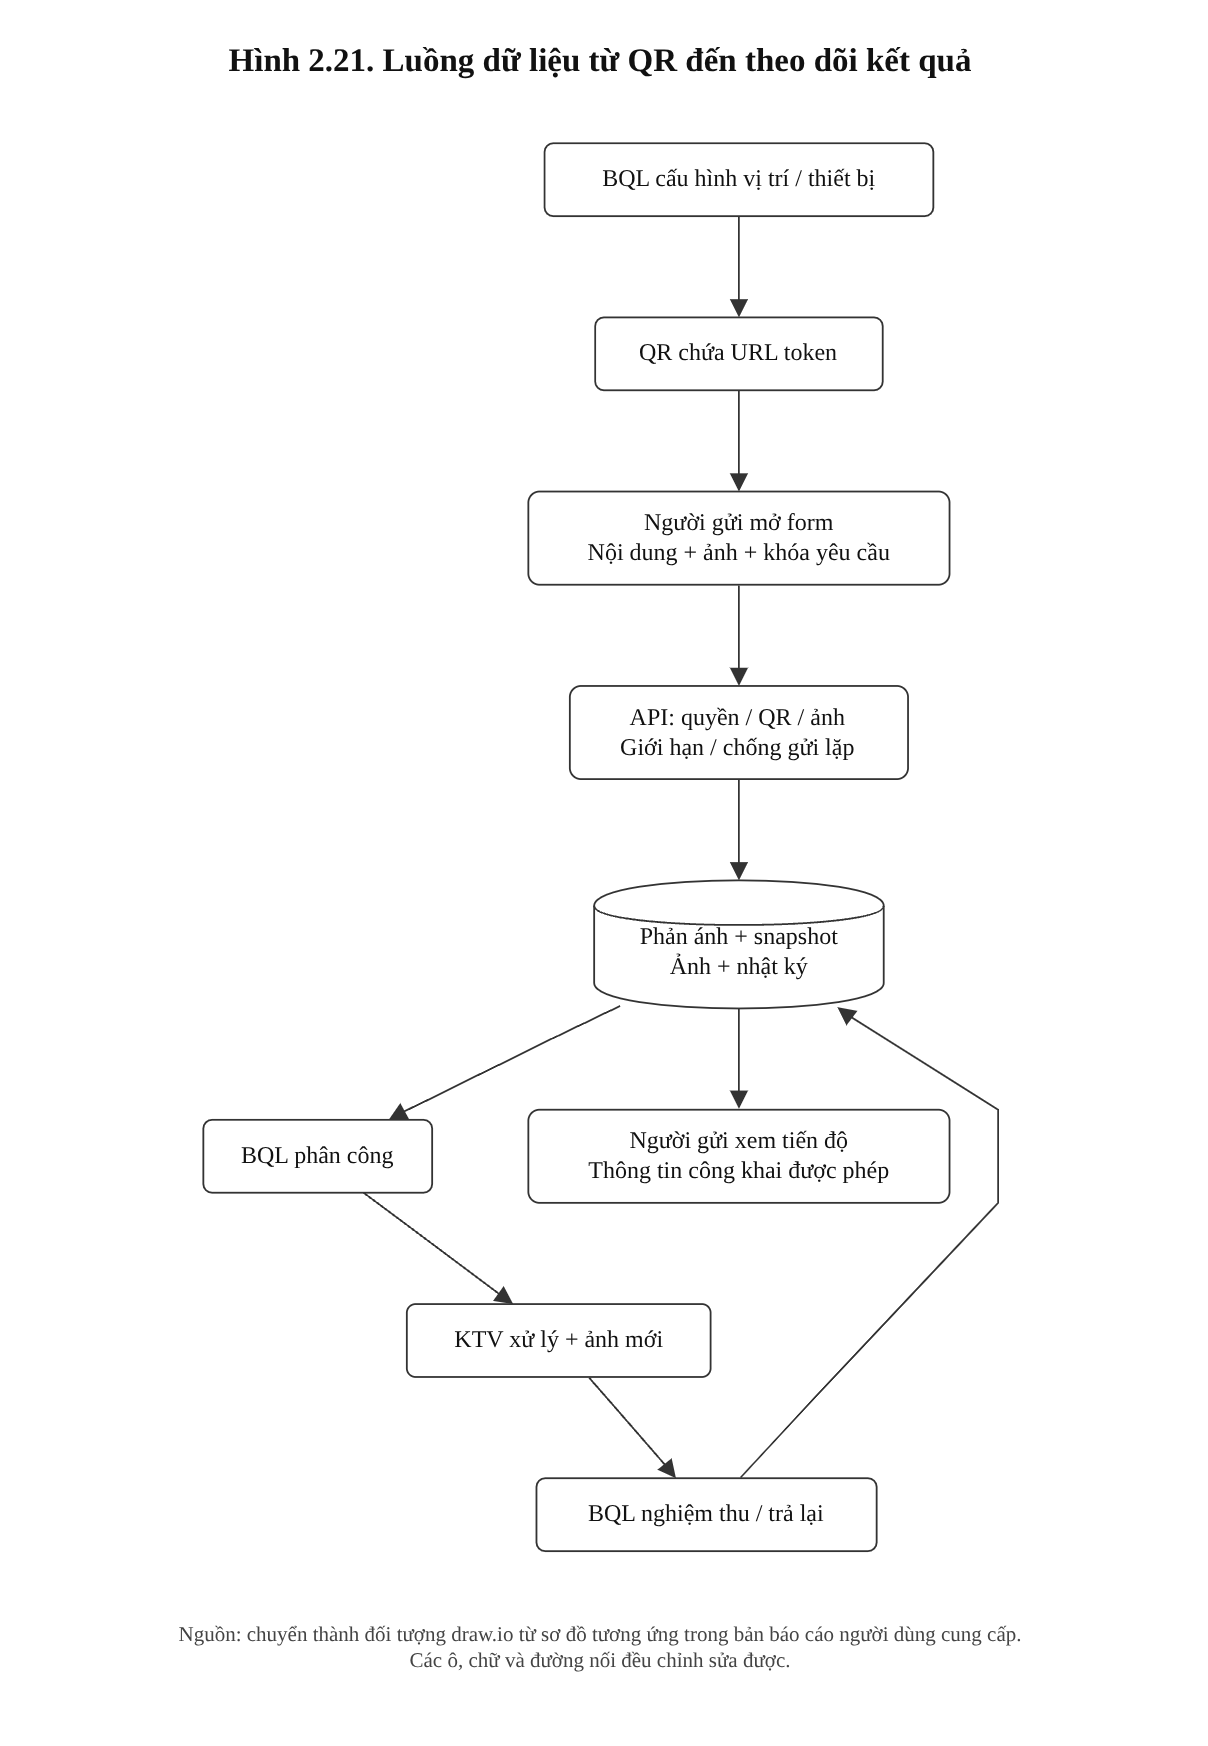 Hình 2.21. Luồng dữ liệu từ QR đến theo dõi kết quả
BQL cấu hình vị trí / thiết bị
QR chứa URL token
Người gửi mở form
Nội dung + ảnh + khóa yêu cầu
API: quyền / QR / ảnh
Giới hạn / chống gửi lặp
Phản ánh + snapshot
Ảnh + nhật ký
BQL phân công
Người gửi xem tiến độ
Thông tin công khai được phép
KTV xử lý + ảnh mới
BQL nghiệm thu / trả lại
Nguồn: chuyển thành đối tượng draw.io từ sơ đồ tương ứng trong bản báo cáo người dùng cung cấp.
Các ô, chữ và đường nối đều chỉnh sửa được.